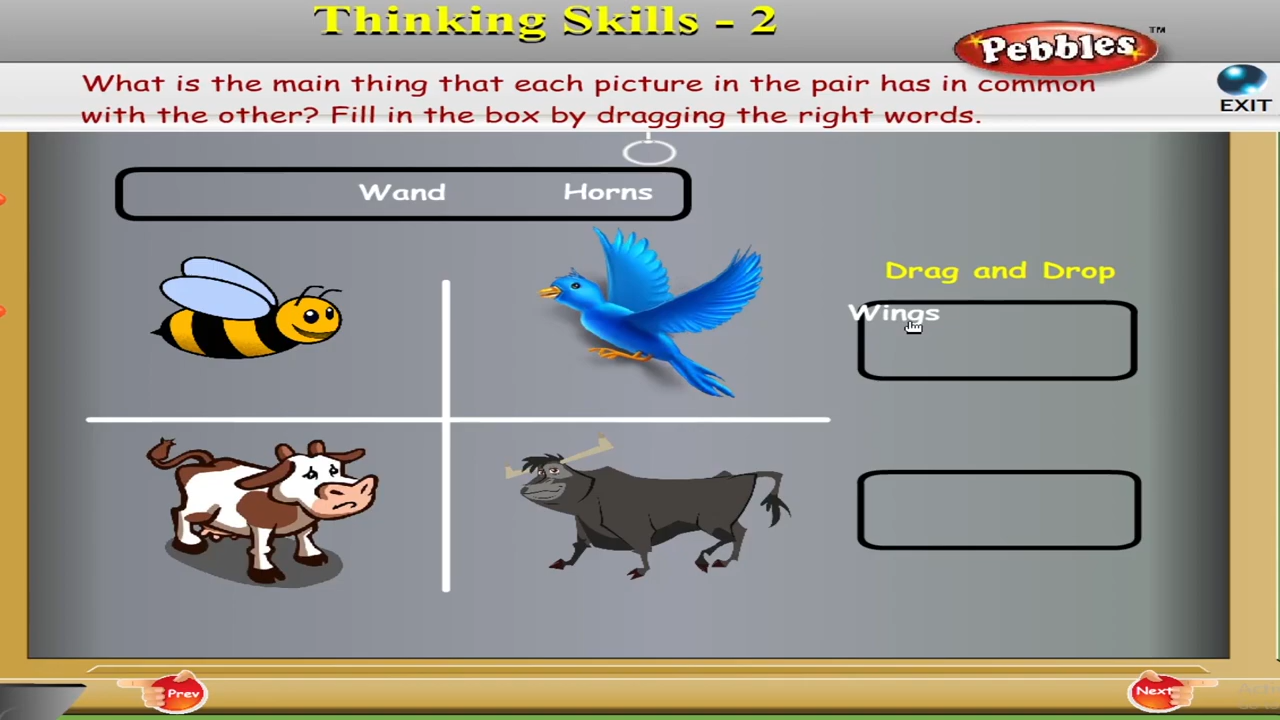 Thinking Skills - 2
Pebbles™
What is the main thing that each picture in the pair has in common
with the other? Fill in the box by dragging the right words.
EXIT
Wand Horns
Drag and Drop
Wings
Prev
Next